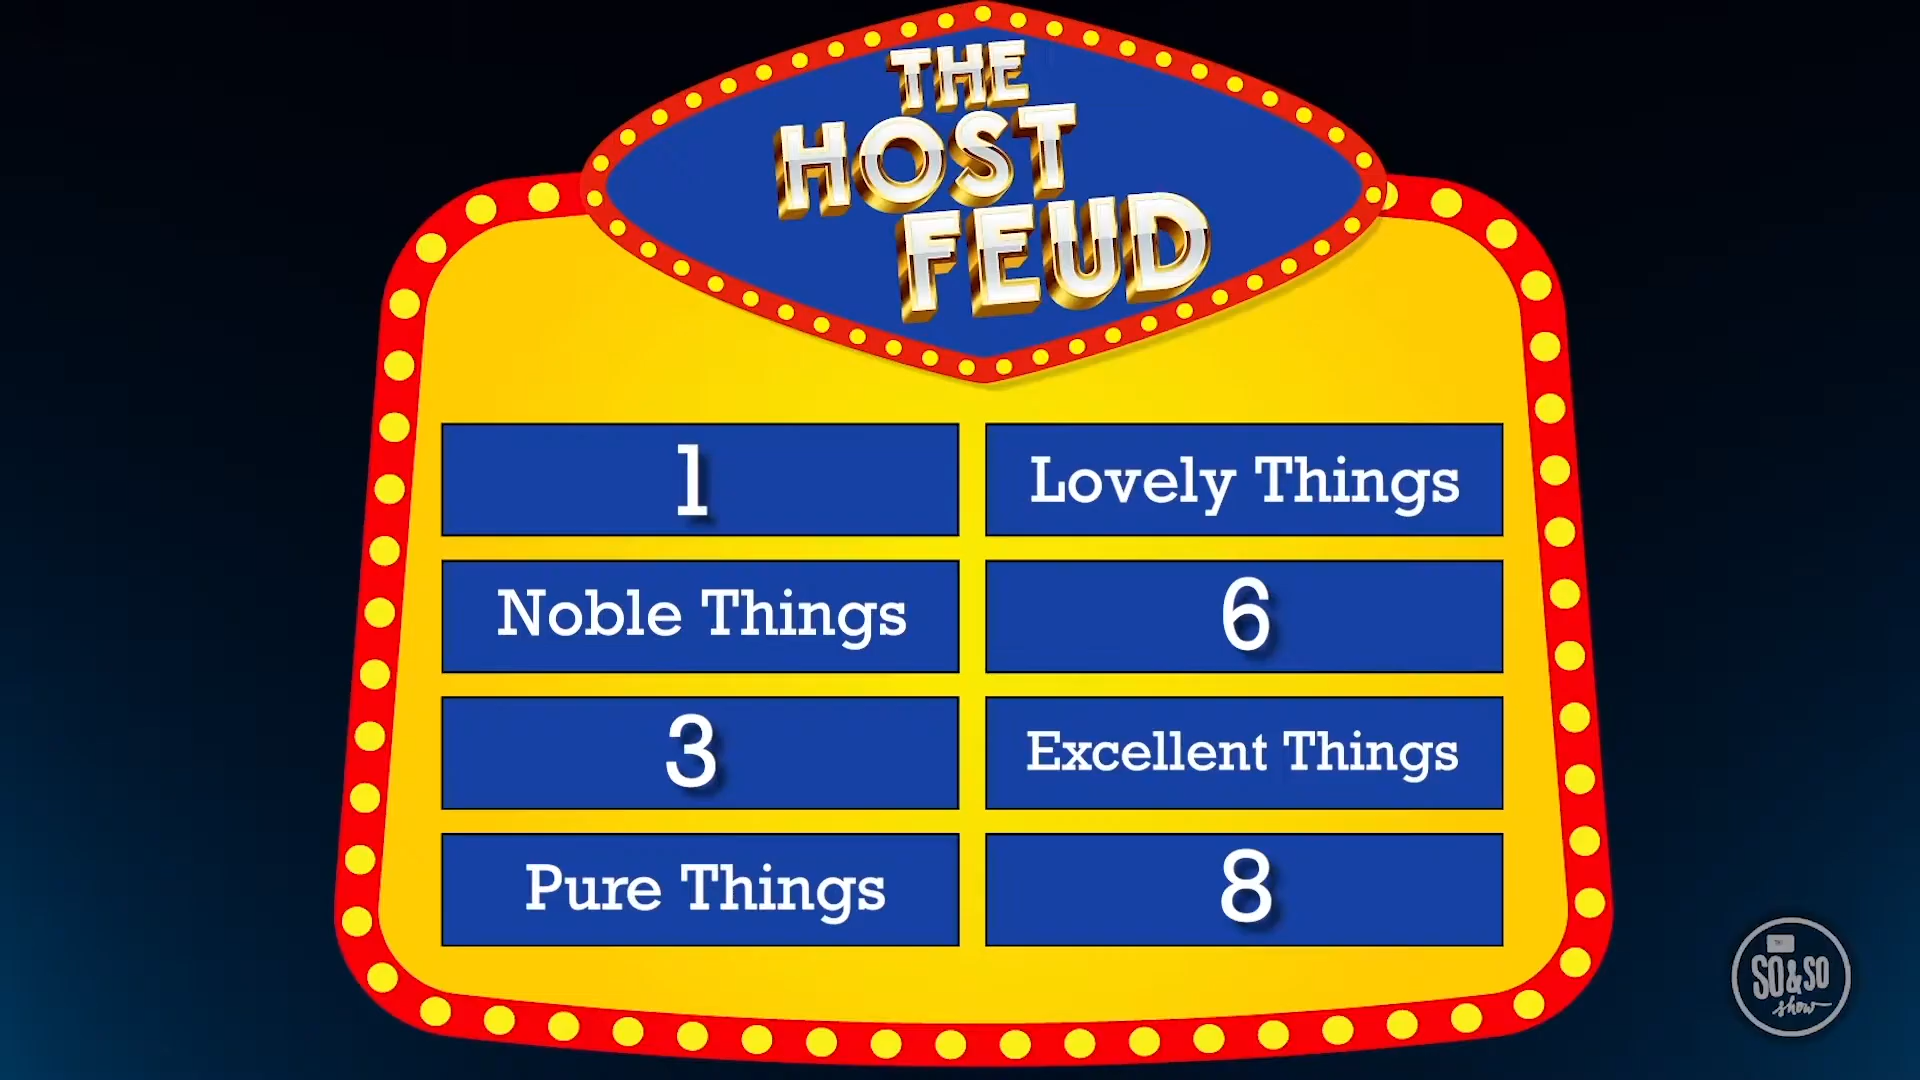 THE
HOST
FEUD
1
Lovely Things
Noble Things
6
3
Excellent Things
Pure Things
8
SO&SO
show